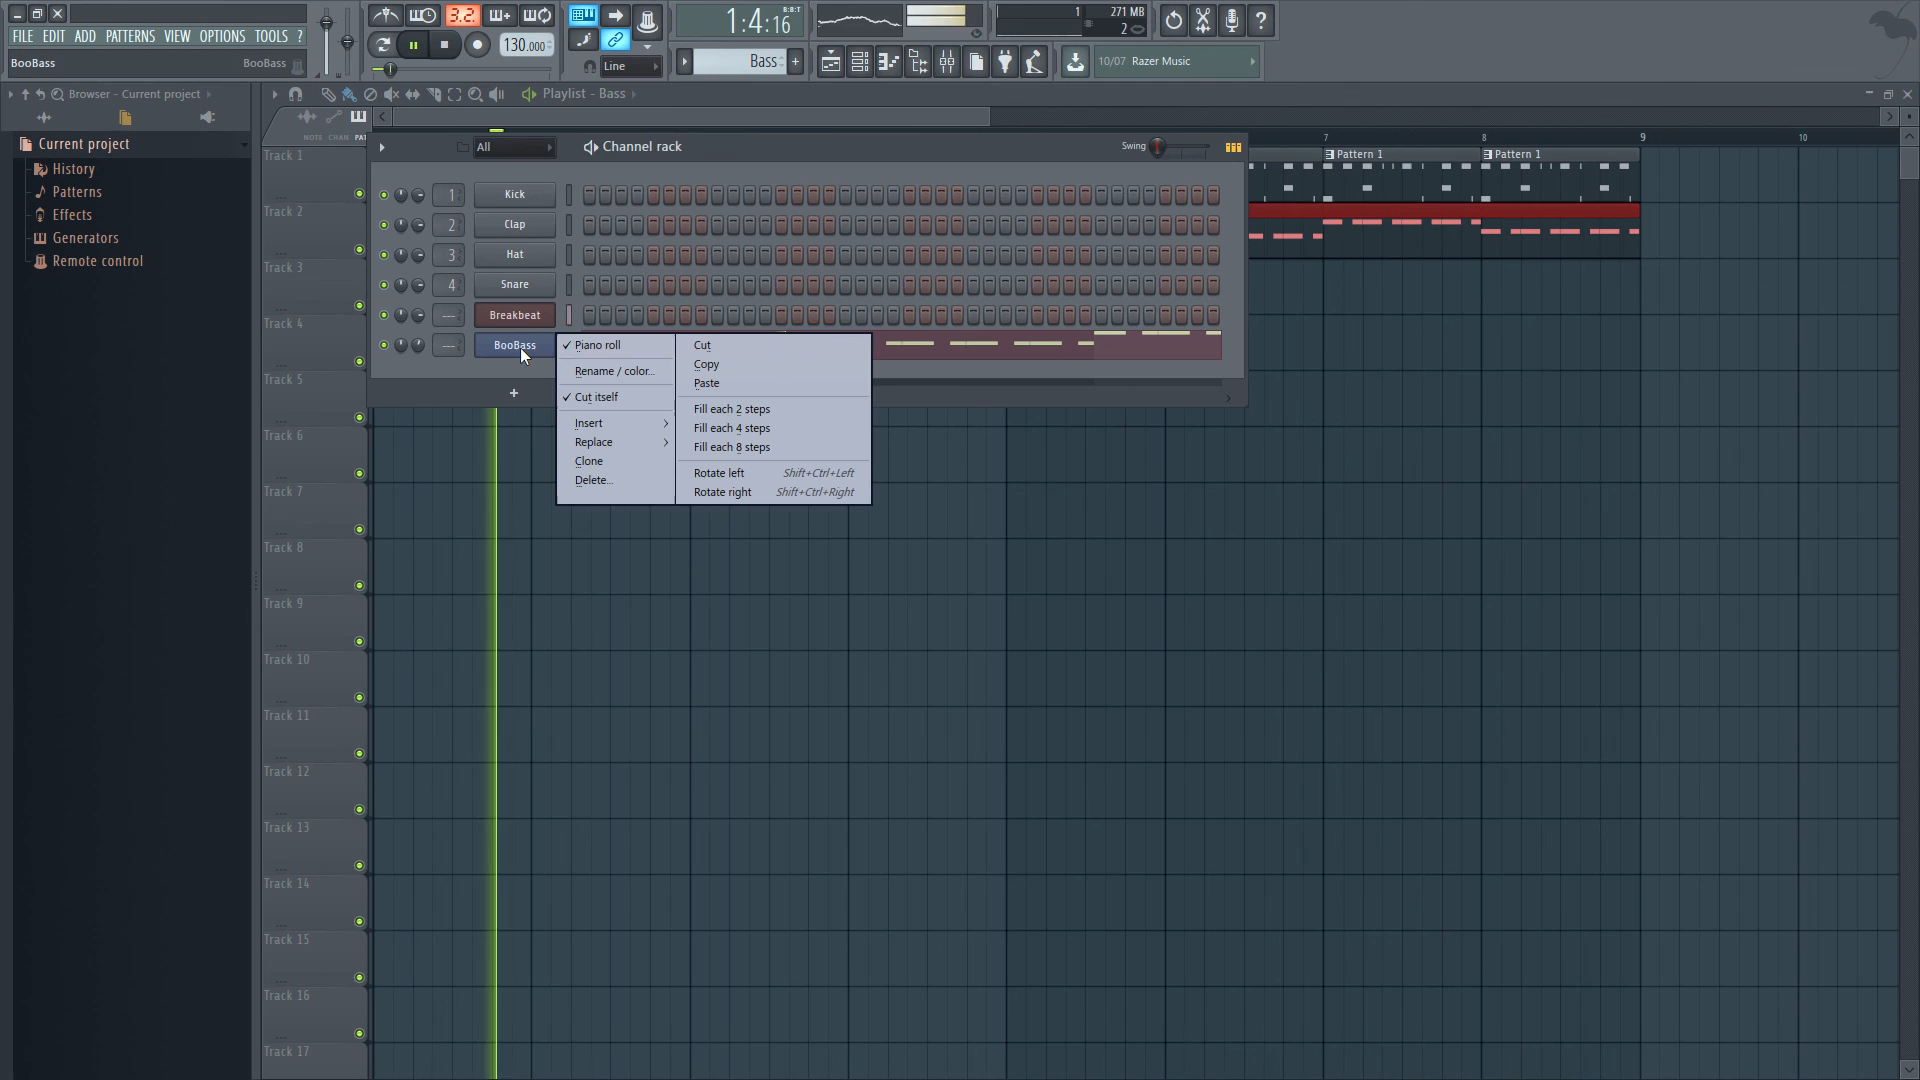 3.2
1:4:16
B:B:T
1
271 MB
2
FILE EDIT ADD PATTERNS VIEW OPTIONS TOOLS ?
130.000
BooBass
BooBass
Line
Bass
10/07 Razer Music
Browser - Current project
Playlist - Bass
NOTE CHAN PAT
Current project
History
Patterns
Effects
Generators
Remote control
All
Channel rack
Swing
7
8
9
10
Pattern 1
Pattern 1
1 Kick
2 Clap
3 Hat
4 Snare
--- Breakbeat
--- BooBass
+
Piano roll
Rename / color...
Cut itself
Insert
Replace
Clone
Delete...
Cut
Copy
Paste
Fill each 2 steps
Fill each 4 steps
Fill each 8 steps
Rotate left Shift+Ctrl+Left
Rotate right Shift+Ctrl+Right
Track 1
Track 2
Track 3
Track 4
Track 5
Track 6
Track 7
Track 8
Track 9
Track 10
Track 11
Track 12
Track 13
Track 14
Track 15
Track 16
Track 17